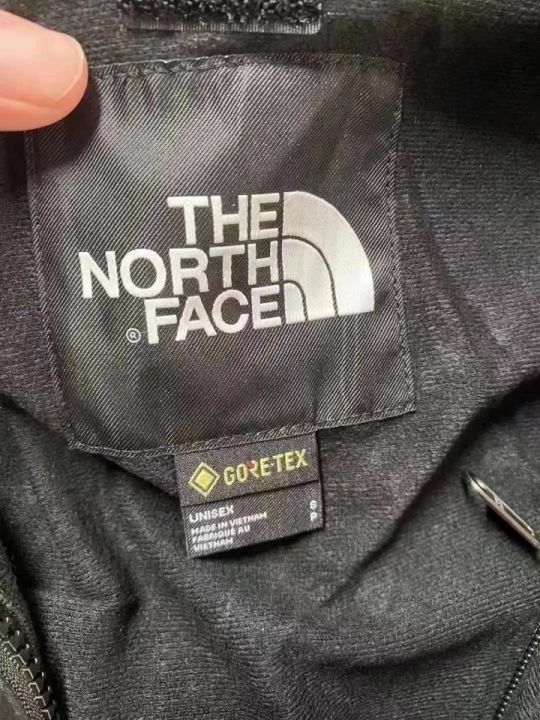 THE
NORTH
® FACE
GORE-TEX
UNISEX
MADE IN VIETNAM
FABRIQUÉ AU
VIETNAM
S
P